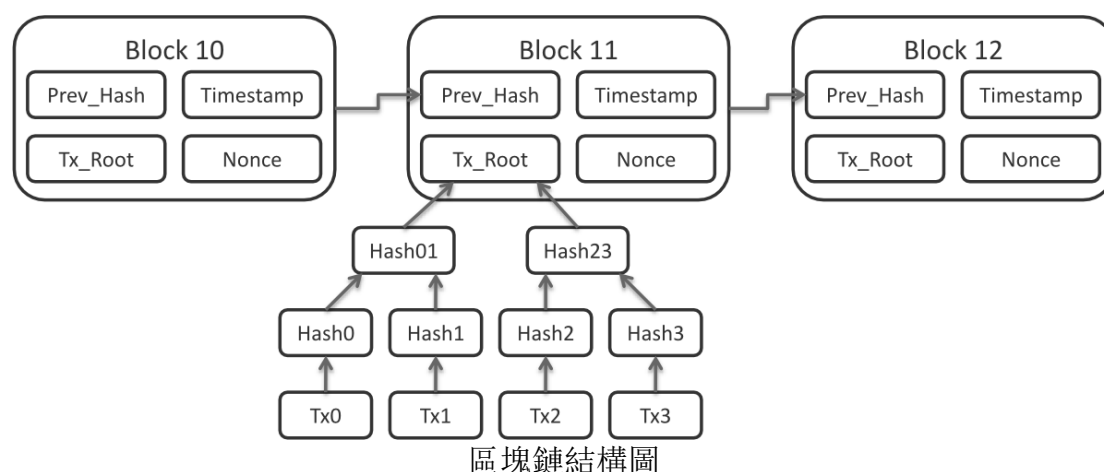 Block 10
Block 11
Block 12
Prev_Hash
Timestamp
Prev_Hash
Timestamp
Prev_Hash
Timestamp
Tx_Root
Nonce
Tx_Root
Nonce
Tx_Root
Nonce
Hash01
Hash23
Hash0
Hash1
Hash2
Hash3
Tx0
Tx1
Tx2
Tx3
區塊鏈結構圖